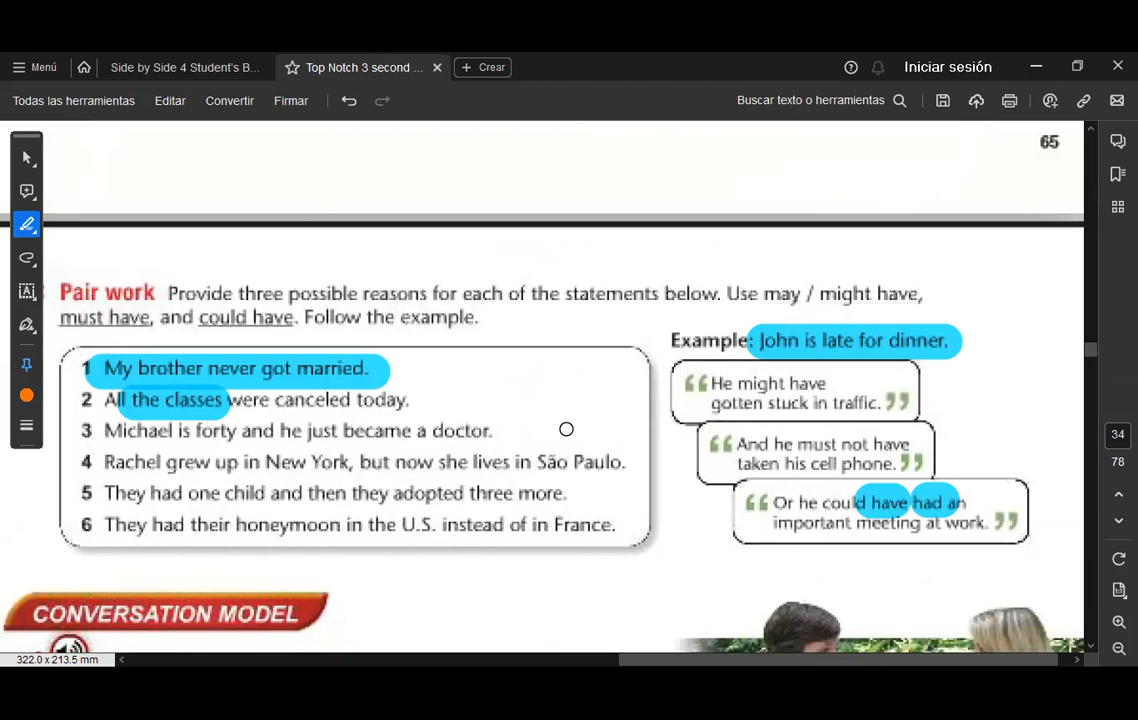 Menú
Side by Side 4 Student's B...
Top Notch 3 second ...
Crear
Iniciar sesión
Todas las herramientas
Editar
Convertir
Firmar
Buscar texto o herramientas
65
Pair work Provide three possible reasons for each of the statements below. Use may / might have,
must have, and could have. Follow the example.
1 My brother never got married.
2 All the classes were canceled today.
3 Michael is forty and he just became a doctor.
4 Rachel grew up in New York, but now she lives in São Paulo.
5 They had one child and then they adopted three more.
6 They had their honeymoon in the U.S. instead of in France.
Example: John is late for dinner.
"He might have
gotten stuck in traffic."
"And he must not have
taken his cell phone."
"Or he could have had an
important meeting at work."
CONVERSATION MODEL
34
78
322.0 x 213.5 mm